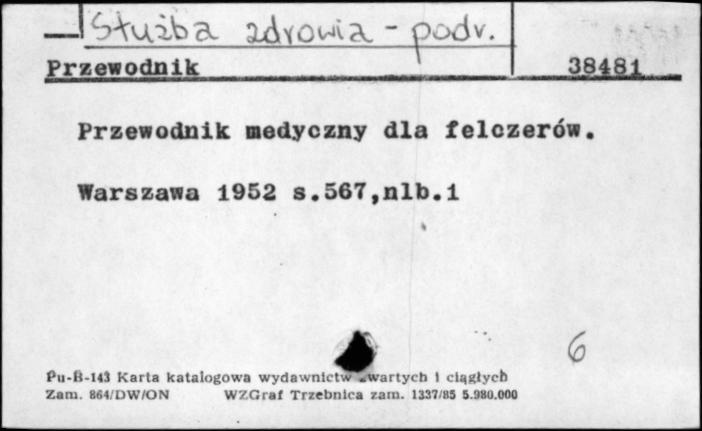 Służba zdrowia - podr.
Przewodnik 38481
Przewodnik medyczny dla felczerów.
Warszawa 1952 s.567,nlb.1
6
Pu-B-143 Karta katalogowa wydawnictw zwartych i ciągłych
Zam. 864/DW/ON WZGraf Trzebnica zam. 1337/85 5.980.000